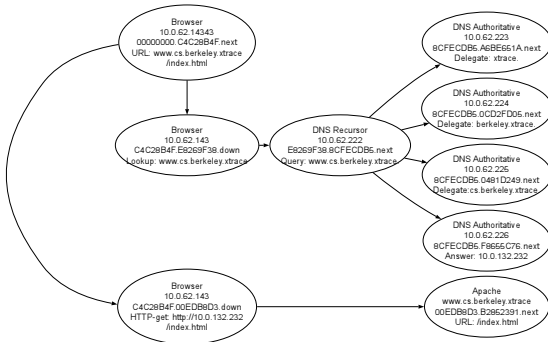 Browser
10.0.62.14343
00000000.C4C28B4F.next
URL: www.cs.berkeley.xtrace
/index.html
Browser
10.0.62.143
C4C28B4F.E8269F38.down
Lookup: www.cs.berkeley.xtrace
DNS Recursor
10.0.62.222
E8269F38.8CFECDB5.next
Query: www.cs.berkeley.xtrace
DNS Authoritative
10.0.62.223
8CFECDB5.A6BE651A.next
Delegate: xtrace.
DNS Authoritative
10.0.62.224
8CFECDB5.0CD2FD05.next
Delegate: berkeley.xtrace.
DNS Authoritative
10.0.62.225
8CFECDB5.0481D249.next
Delegate:cs.berkeley.xtrace.
DNS Authoritative
10.0.62.226
8CFECDB5.F8655C76.next
Answer: 10.0.132.232
Browser
10.0.62.143
C4C28B4F.00EDB8D3.down
HTTP-get: http://10.0.132.232
/index.html
Apache
www.cs.berkeley.xtrace
00EDB8D3.B2852391.next
URL: /index.html